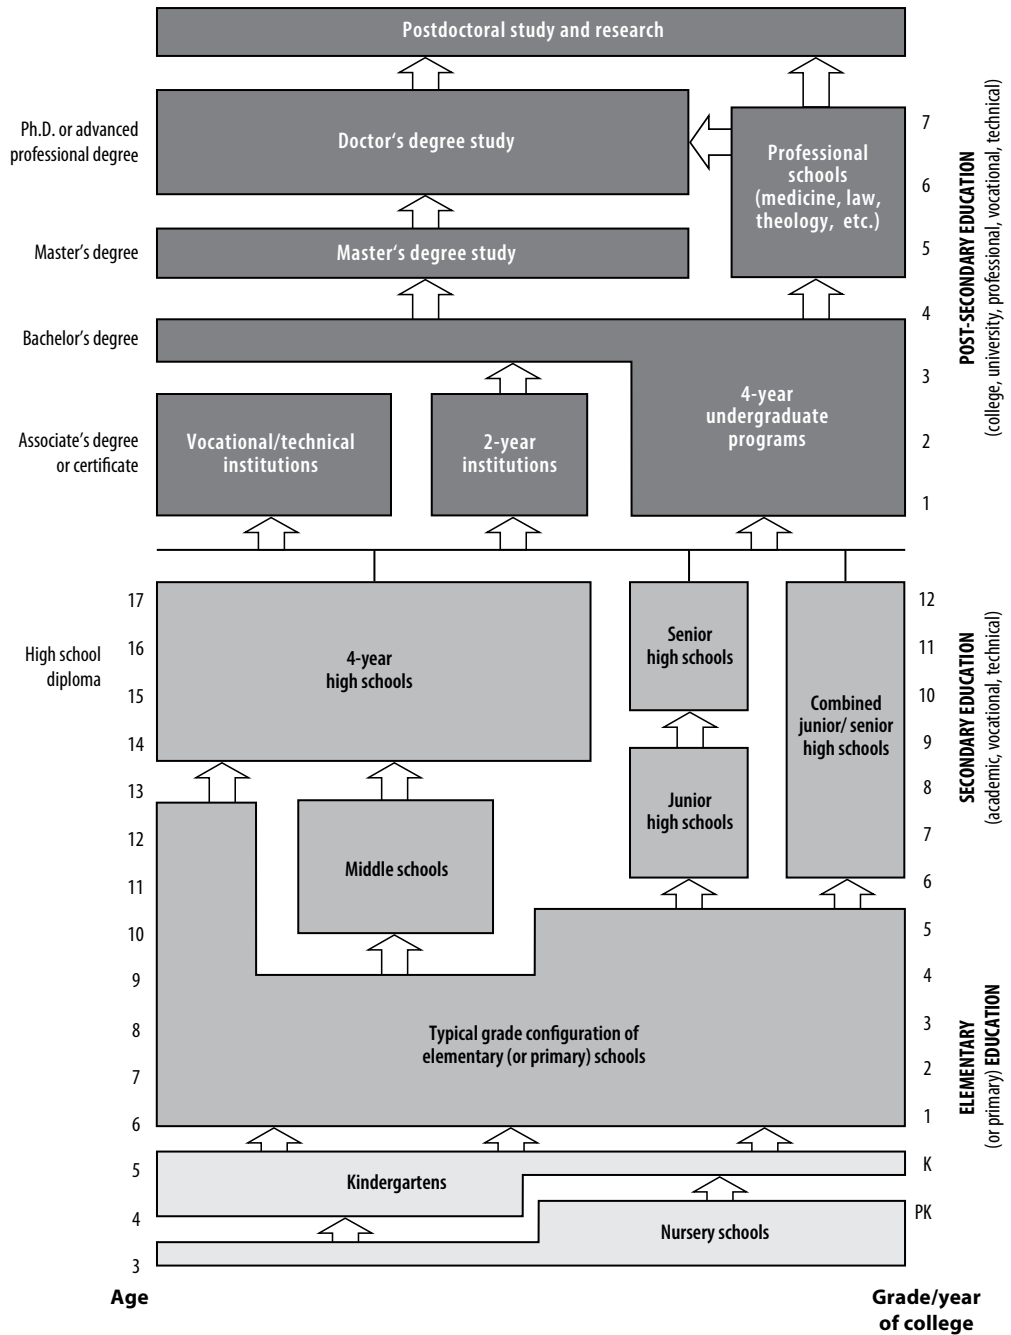 Postdoctoral study and research
Ph.D. or advanced
professional degree
Doctor‘s degree study
Professional
schools
(medicine, law,
theology, etc.)
7
6
5
Master’s degree
Master‘s degree study
4
Bachelor’s degree
3
4-year
undergraduate
programs
Associate’s degree
or certificate
Vocational/technical
institutions
2-year
institutions
2
1
POST-SECONDARY EDUCATION
(college, university, professional, vocational, technical)
17
16
15
14
13
12
11
10
9
8
7
6
5
4
3
High school
diploma
4-year
high schools
Senior
high schools
Combined
junior/ senior
high schools
Junior
high schools
Middle schools
12
11
10
9
8
7
6
5
4
3
2
1
K
PK
SECONDARY EDUCATION
(academic, vocational, technical)
Typical grade configuration of
elementary (or primary) schools
ELEMENTARY
(or primary) EDUCATION
Kindergartens
Nursery schools
Age
Grade/year
of college